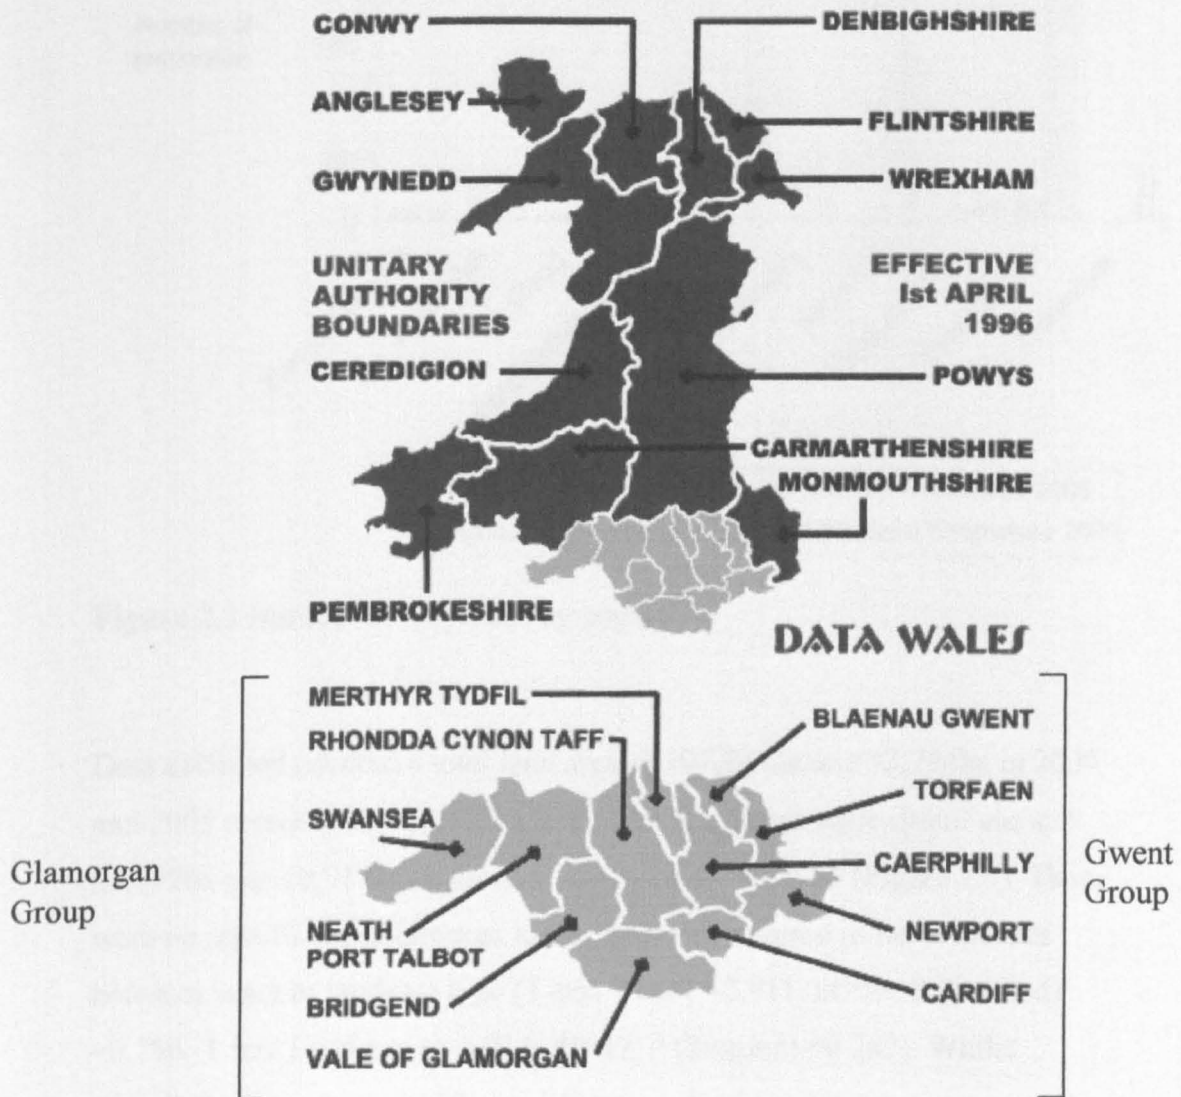 CONWY
DENBIGHSHIRE
ANGLESEY
FLINTSHIRE
GWYNEDD
WREXHAM
UNITARY
AUTHORITY
BOUNDARIES
EFFECTIVE
Ist APRIL
1996
CEREDIGION
POWYS
CARMARTHENSHIRE
MONMOUTHSHIRE
PEMBROKESHIRE
DATA WALES
MERTHYR TYDFIL
BLAENAU GWENT
RHONDDA CYNON TAFF
TORFAEN
SWANSEA
CAERPHILLY
Glamorgan
Group
Gwent
Group
NEATH
PORT TALBOT
NEWPORT
BRIDGEND
CARDIFF
VALE OF GLAMORGAN